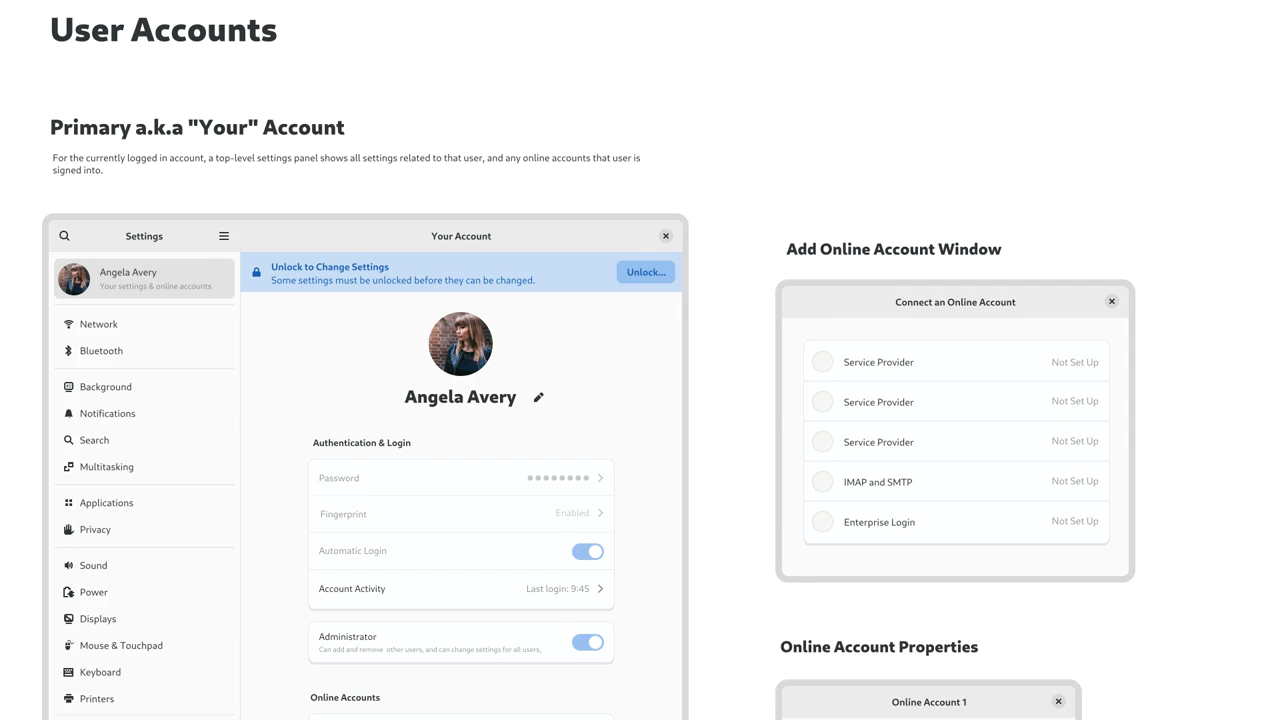 User Accounts
Primary a.k.a "Your" Account
For the currently logged in account, a top-level settings panel shows all settings related to that user, and any online accounts that user is
signed into.
Settings
Your Account
Angela Avery
Your settings & online accounts
Network
Bluetooth
Background
Notifications
Search
Multitasking
Applications
Privacy
Sound
Power
Displays
Mouse & Touchpad
Keyboard
Printers
Unlock to Change Settings
Some settings must be unlocked before they can be changed.
Unlock...
Angela Avery
Authentication & Login
Password ●●●●●●●●
Fingerprint Enabled
Automatic Login
Account Activity Last login: 9:45
Administrator
Can add and remove other users, and can change settings for all users,
Online Accounts
Add Online Account Window
Connect an Online Account
Service Provider Not Set Up
Service Provider Not Set Up
Service Provider Not Set Up
IMAP and SMTP Not Set Up
Enterprise Login Not Set Up
Online Account Properties
Online Account 1